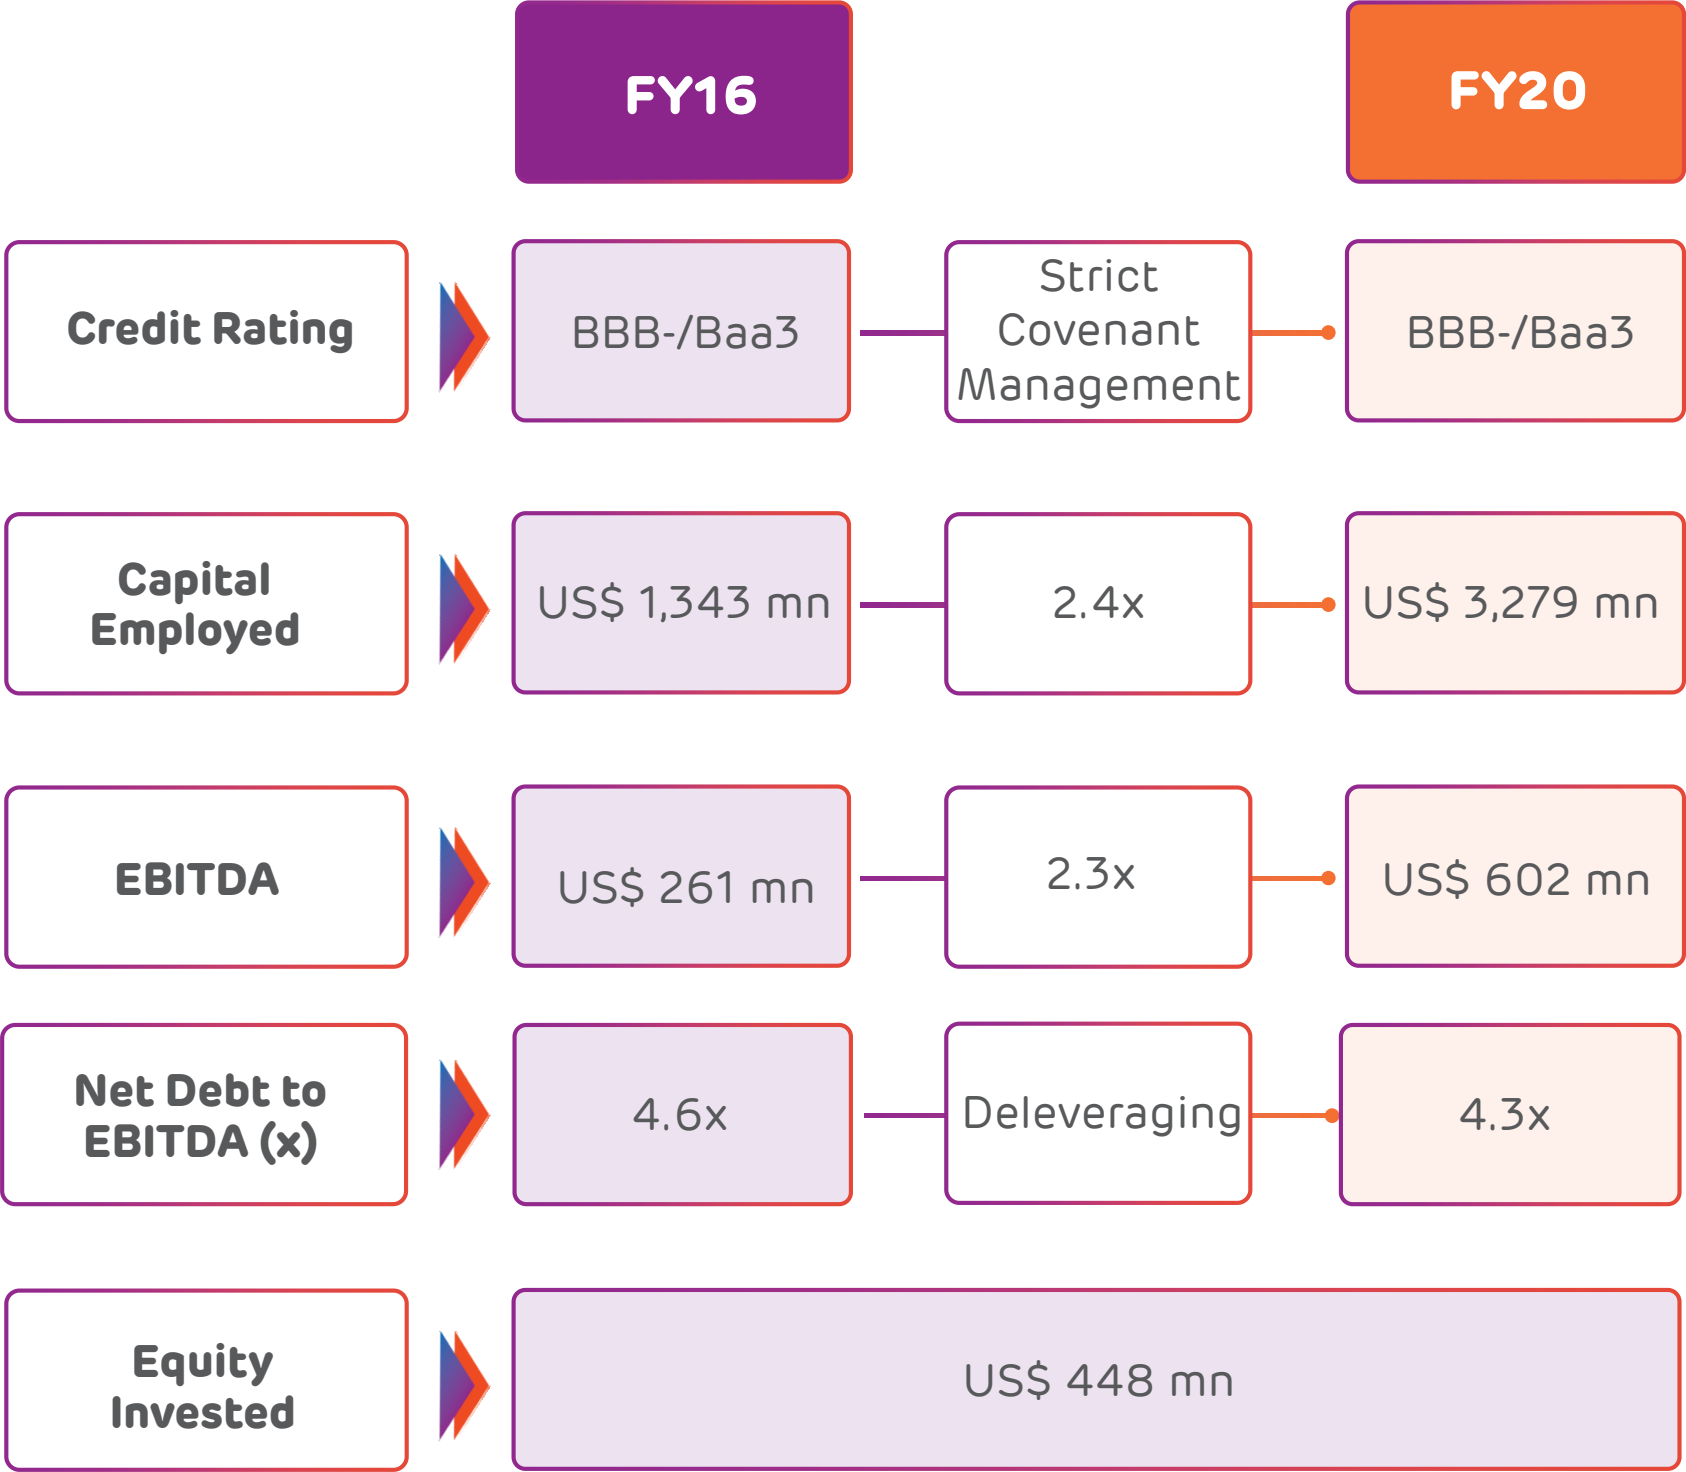 FY16
FY20
Credit Rating
BBB-/Baa3
Strict
Covenant
Management
BBB-/Baa3
Capital
Employed
US$ 1,343 mn
2.4x
US$ 3,279 mn
EBITDA
US$ 261 mn
2.3x
US$ 602 mn
Net Debt to
EBITDA (x)
4.6x
Deleveraging
4.3x
Equity
Invested
US$ 448 mn